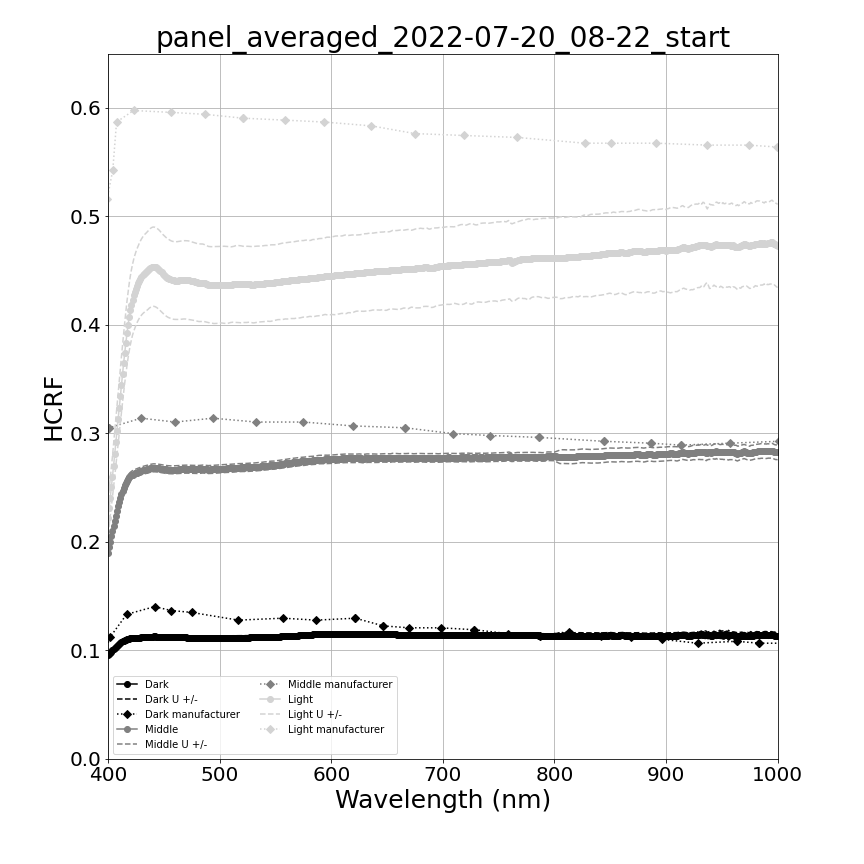 panel_averaged_2022-07-20_08-22_start
0.6
0.5
0.4
0.3
0.2
0.1
0.0
HCRF
Dark
Dark U +/-
Dark manufacturer
Middle
Middle U +/-
Middle manufacturer
Light
Light U +/-
Light manufacturer
400 500 600 700 800 900 1000
Wavelength (nm)